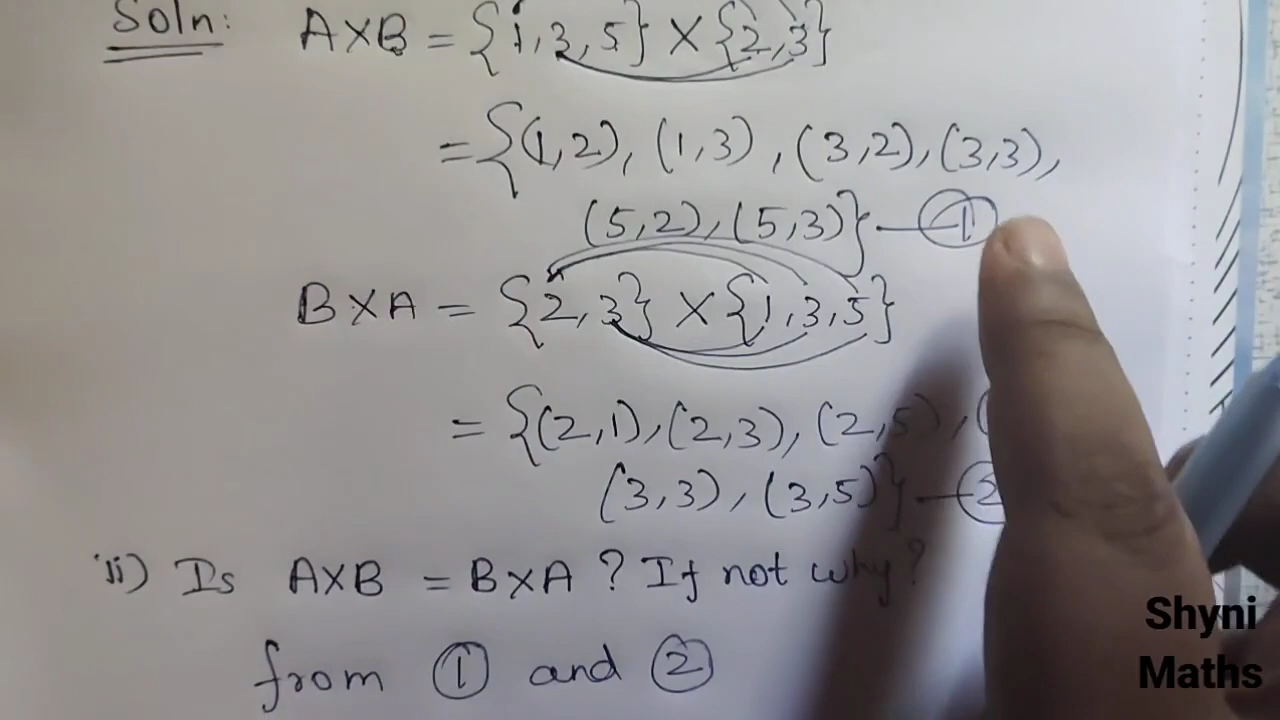 Soln: A×B = {1,3,5} × {2,3}
= {(1,2), (1,3), (3,2), (3,3),
(5,2), (5,3)} — ①
B×A = {2,3} × {1,3,5}
= {(2,1), (2,3), (2,5), (
(3,3), (3,5)} — ②
ii) Is A×B = B×A ? If not why?
from ① and ②
Shyni
Maths